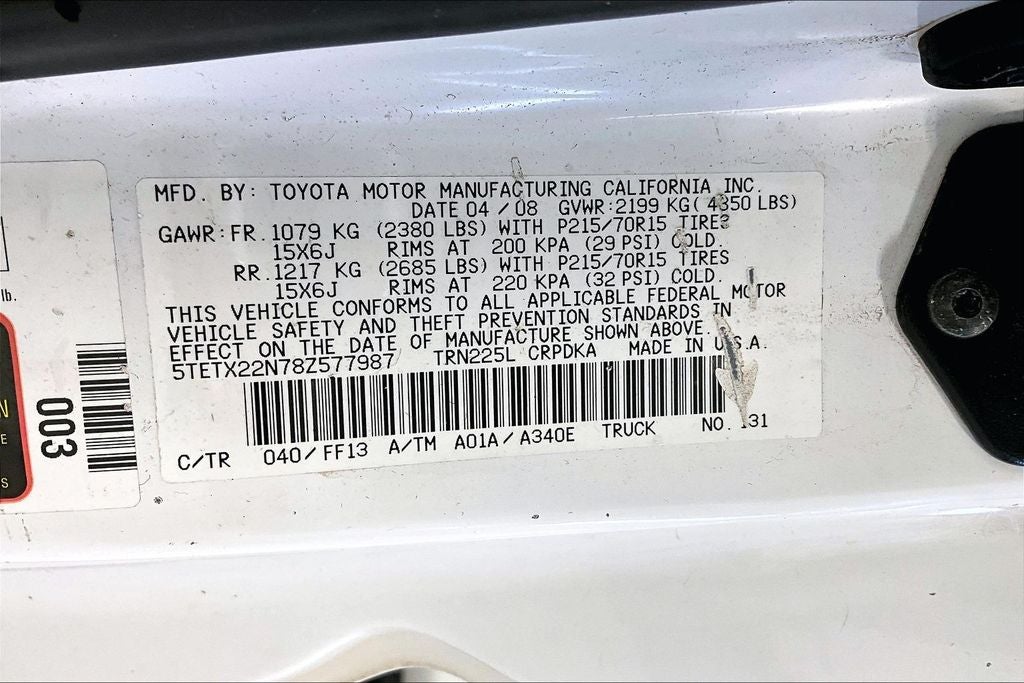 MFD. BY: TOYOTA MOTOR MANUFACTURING CALIFORNIA INC.
DATE 04 / 08 GVWR: 2199 KG( 4350 LBS)
GAWR: FR. 1079 KG (2380 LBS) WITH P215/70R15 TIRES
15X6J RIMS AT 200 KPA (29 PSI) COLD.
RR. 1217 KG (2685 LBS) WITH P215/70R15 TIRES
15X6J RIMS AT 220 KPA (32 PSI) COLD.
THIS VEHICLE CONFORMS TO ALL APPLICABLE FEDERAL MOTOR
VEHICLE SAFETY AND THEFT PREVENTION STANDARDS IN
EFFECT ON THE DATE OF MANUFACTURE SHOWN ABOVE.
5TETX22N78Z577987 TRN225L CRPDKA MADE IN U.S.A.
C/TR 040/FF13 A/TM A01A/A340E TRUCK NO.
lb.
003
N
E
S